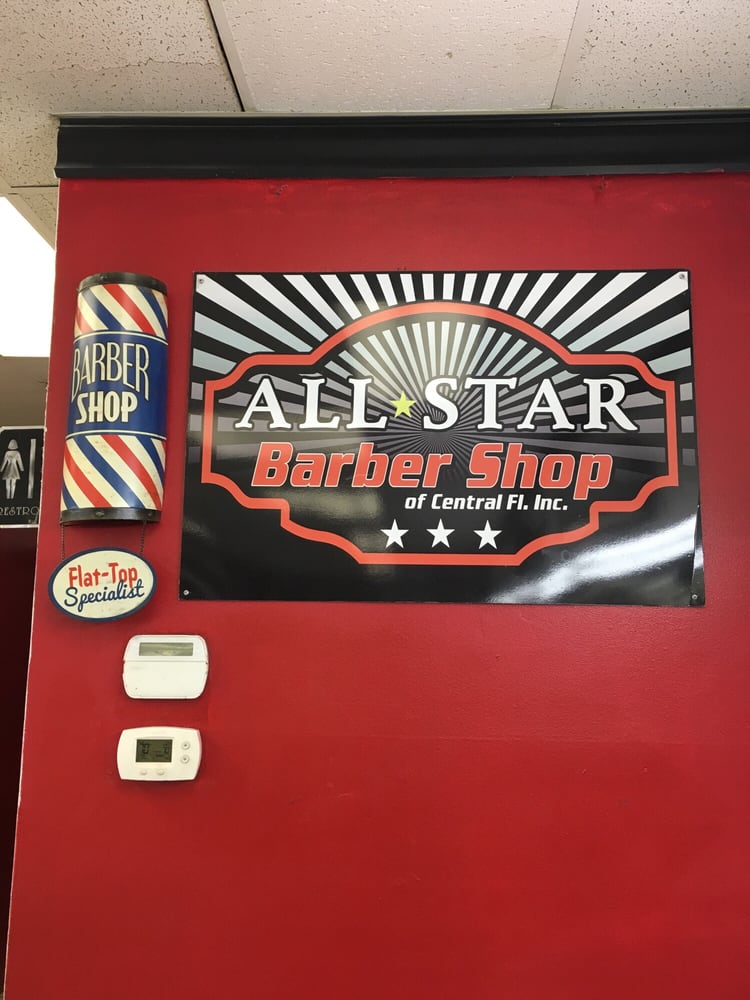 BARBER
SHOP
Flat-Top
Specialist
ALL STAR
Barber Shop
of Central Fl. Inc.